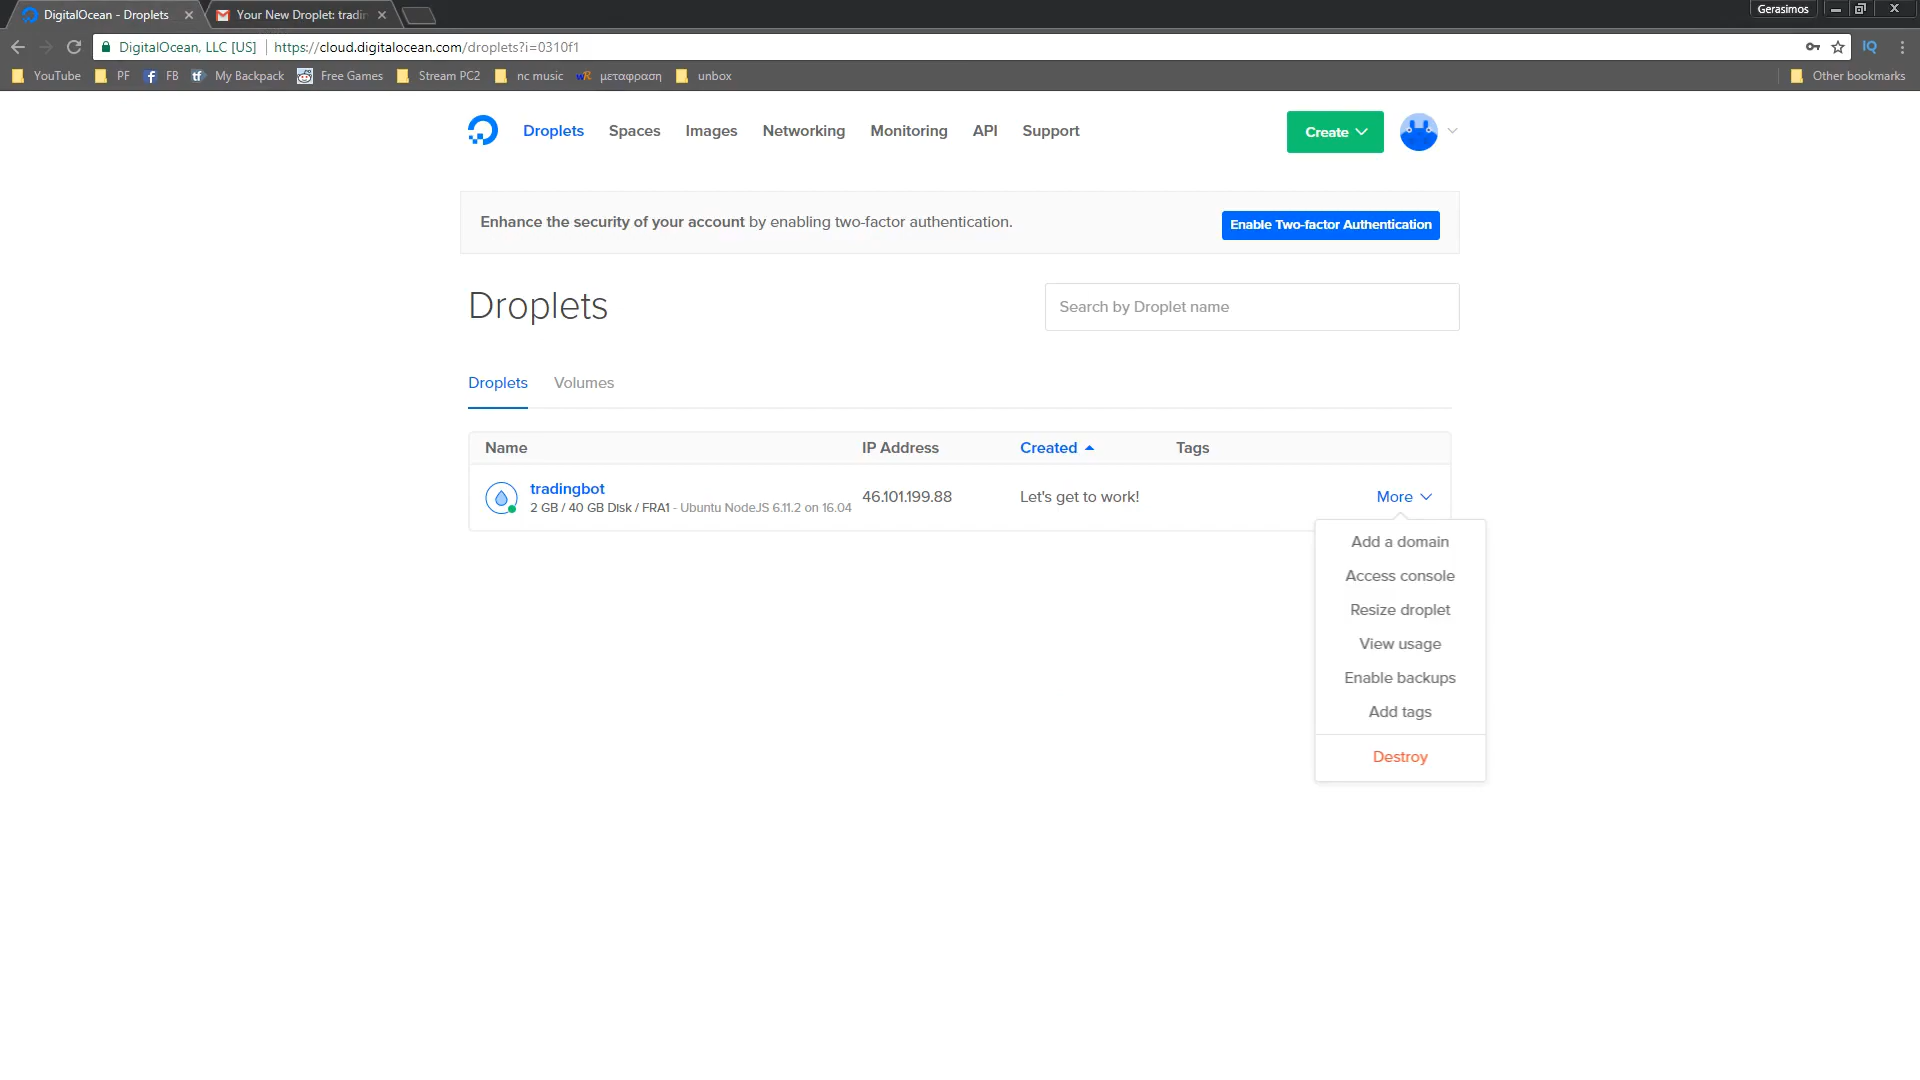 DigitalOcean - Droplets
Your New Droplet: tradin
Gerasimos
DigitalOcean, LLC [US]
https://cloud.digitalocean.com/droplets?i=0310f1
IQ
YouTube
PF
FB
My Backpack
Free Games
Stream PC2
nc music
μεταφραση
unbox
Other bookmarks
Droplets
Spaces
Images
Networking
Monitoring
API
Support
Create
Enhance the security of your account by enabling two-factor authentication.
Enable Two-factor Authentication
Droplets
Search by Droplet name
Droplets
Volumes
Name
IP Address
Created
Tags
tradingbot
2 GB / 40 GB Disk / FRA1 - Ubuntu NodeJS 6.11.2 on 16.04
46.101.199.88
Let's get to work!
More
Add a domain
Access console
Resize droplet
View usage
Enable backups
Add tags
Destroy